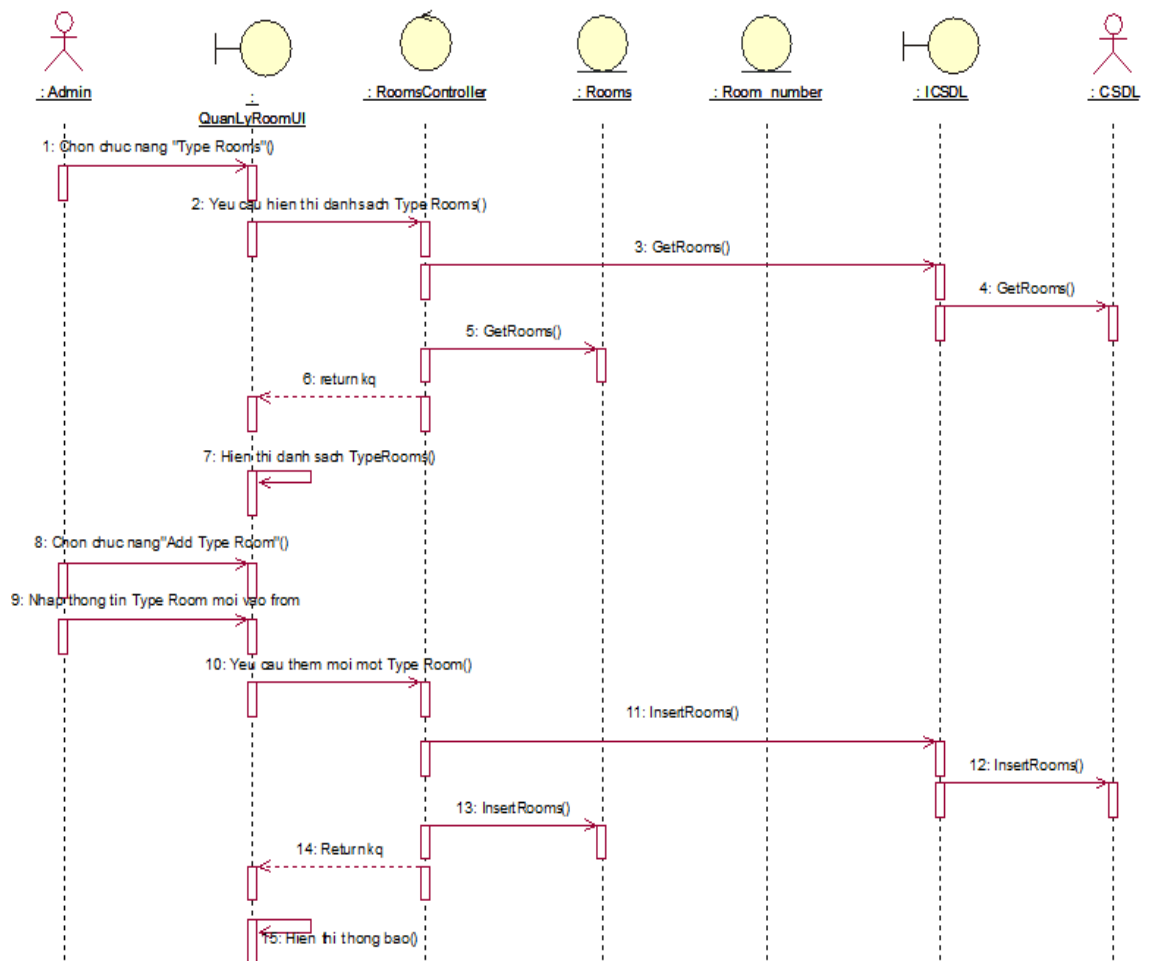 : Admin
:
QuanLyRoomUI
: RoomsController
: Rooms
: Room_number
: ICSDL
: CSDL
1: Chon chuc nang "Type Rooms"()
2: Yeu cau hien thi danh sach Type Rooms()
3: GetRooms()
4: GetRooms()
5: GetRooms()
6: return kq
7: Hien thi danh sach TypeRooms()
8: Chon chuc nang"Add Type Room"()
9: Nhap thong tin Type Room moi vao from
10: Yeu cau them moi mot Type Room()
11: InsertRooms()
12: InsertRooms()
13: InsertRooms()
14: Return kq
15: Hien thi thong bao()